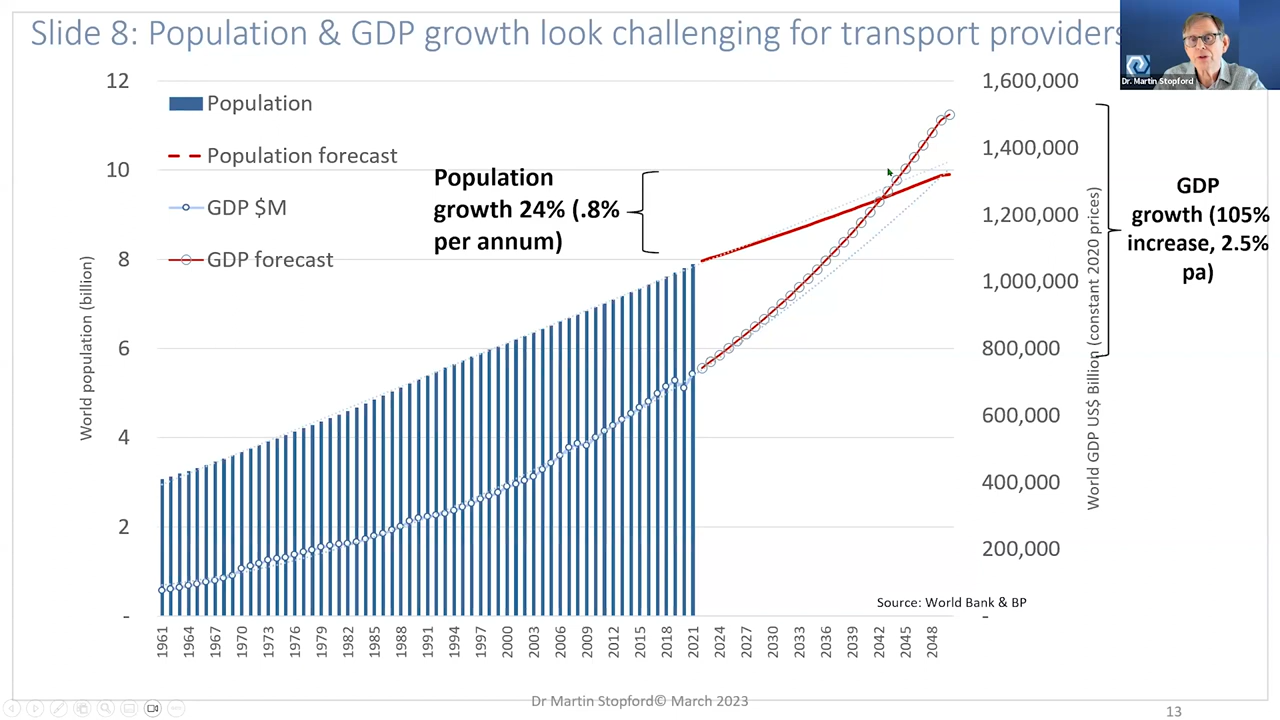 Slide 8: Population & GDP growth look challenging for transport providers
Dr. Martin Stopford
12
10
8
6
4
2
-
World population (billion)
Population
Population forecast
GDP $M
GDP forecast
Population
growth 24% (.8%
per annum)
1,600,000
1,400,000
1,200,000
1,000,000
800,000
600,000
400,000
200,000
-
World GDP US$ Billion (constant 2020 prices)
GDP
growth (105%
increase, 2.5%
pa)
Source: World Bank & BP
1961
1964
1967
1970
1973
1976
1979
1982
1985
1988
1991
1994
1997
2000
2003
2006
2009
2012
2015
2018
2021
2024
2027
2030
2033
2036
2039
2042
2045
2048
Dr Martin Stopford© March 2023
13